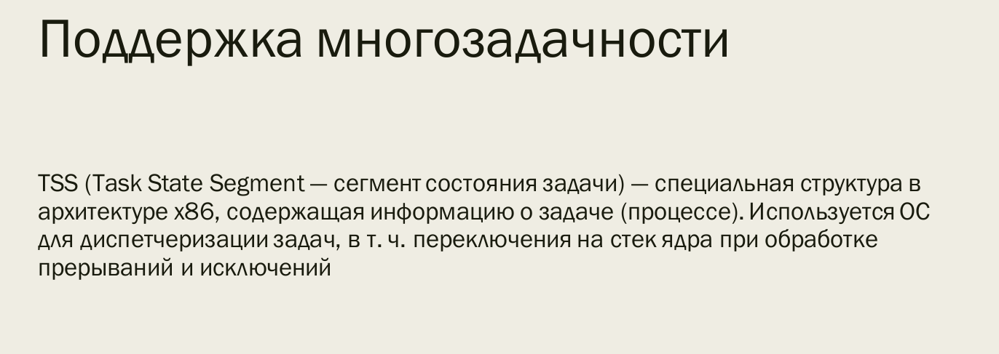 Поддержка многозадачности
TSS (Task State Segment — сегмент состояния задачи) — специальная структура в
архитектуре x86, содержащая информацию о задаче (процессе). Используется ОС
для диспетчеризации задач, в т. ч. переключения на стек ядра при обработке
прерываний и исключений